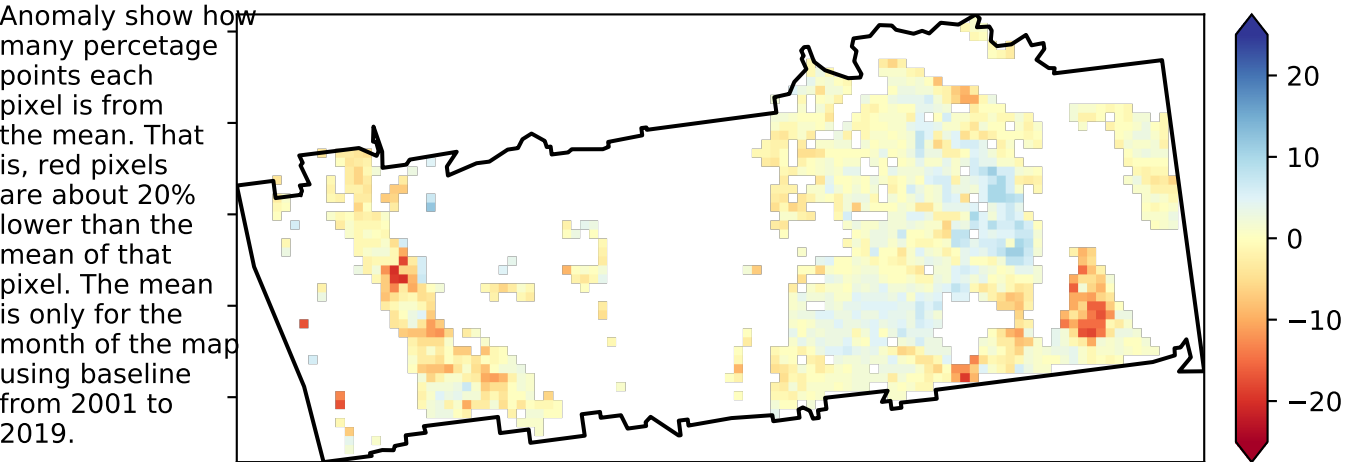 Anomaly show how
many percetage
points each
pixel is from
the mean. That
is, red pixels
are about 20%
lower than the
mean of that
pixel. The mean
is only for the
month of the map
using baseline
from 2001 to
2019.
20
10
0
−10
−20